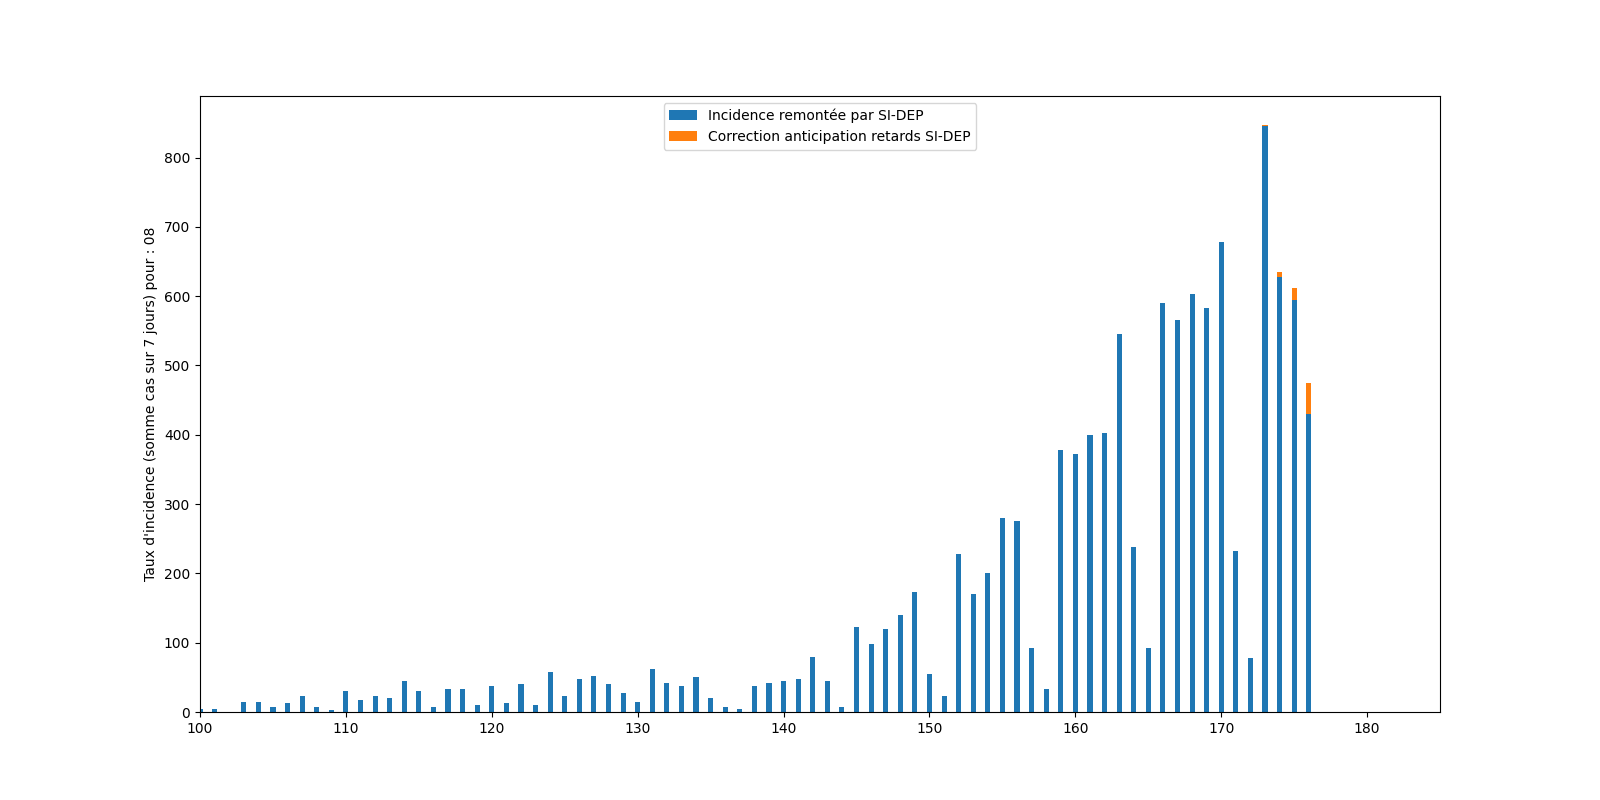 Incidence remontée par SI-DEP
Correction anticipation retards SI-DEP
Taux d'incidence (somme cas sur 7 jours) pour : 08
800
700
600
500
400
300
200
100
0
100 110 120 130 140 150 160 170 180